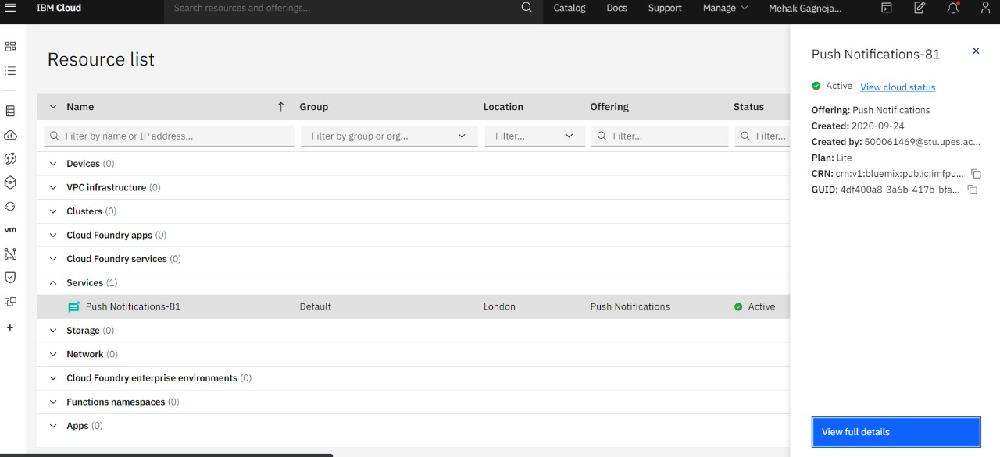 IBM Cloud
Search resources and offerings...
Catalog
Docs
Support
Manage
Mehak Gagneja...
Resource list
Name
Group
Location
Offering
Status
Filter by name or IP address...
Filter by group or org...
Filter...
Filter...
Filter...
Devices (0)
VPC infrastructure (0)
Clusters (0)
Cloud Foundry apps (0)
Cloud Foundry services (0)
Services (1)
Push Notifications-81
Default
London
Push Notifications
Active
Storage (0)
Network (0)
Cloud Foundry enterprise environments (0)
Functions namespaces (0)
Apps (0)
vm
Push Notifications-81
Active
View cloud status
Offering: Push Notifications
Created: 2020-09-24
Created by: 500061469@stu.upes.ac...
Plan: Lite
CRN: crn:v1:bluemix:public:imfpu...
GUID: 4df400a8-3a6b-417b-bfa...
View full details